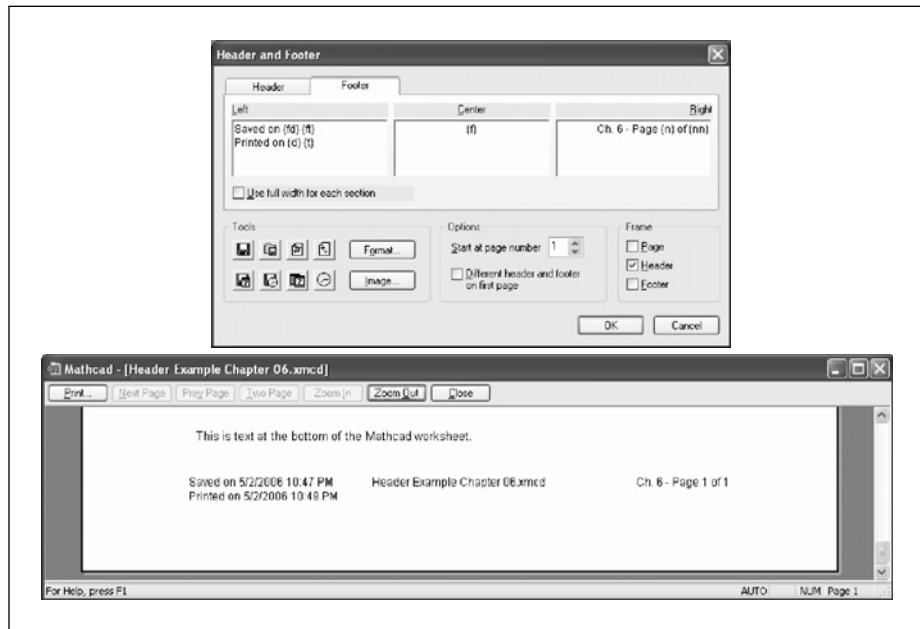 Header and Footer
Header Footer
Left Center Right
Saved on {fd} {ft} {f} Ch. 6 - Page {n} of {nn}
Printed on {d} {t}
Use full width for each section
Tools Options Frame
Format... Start at page number 1 Page
Different header and footer on first page Header
Image... Footer
OK Cancel
Mathcad - [Header Example Chapter 06.xmcd]
Print... Next Page Prev Page Two Page Zoom In Zoom Out Close
This is text at the bottom of the Mathcad worksheet.
Saved on 5/2/2006 10:47 PM Header Example Chapter 06.xmcd Ch. 6 - Page 1 of 1
Printed on 5/2/2006 10:49 PM
For Help, press F1 AUTO NUM Page 1